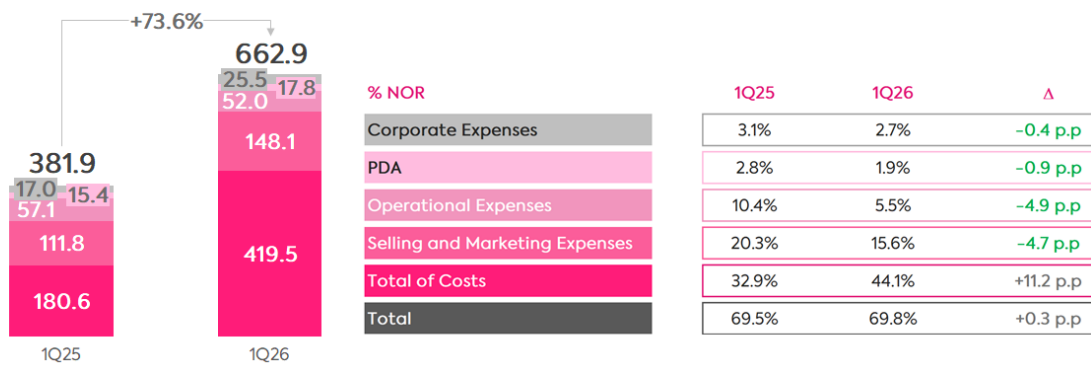 +73.6%
662.9
25.5
17.8
52.0
148.1
419.5
1Q26
381.9
17.0
15.4
57.1
111.8
180.6
1Q25
% NOR 1Q25 1Q26 Δ
Corporate Expenses 3.1% 2.7% -0.4 p.p
PDA 2.8% 1.9% -0.9 p.p
Operational Expenses 10.4% 5.5% -4.9 p.p
Selling and Marketing Expenses 20.3% 15.6% -4.7 p.p
Total of Costs 32.9% 44.1% +11.2 p.p
Total 69.5% 69.8% +0.3 p.p